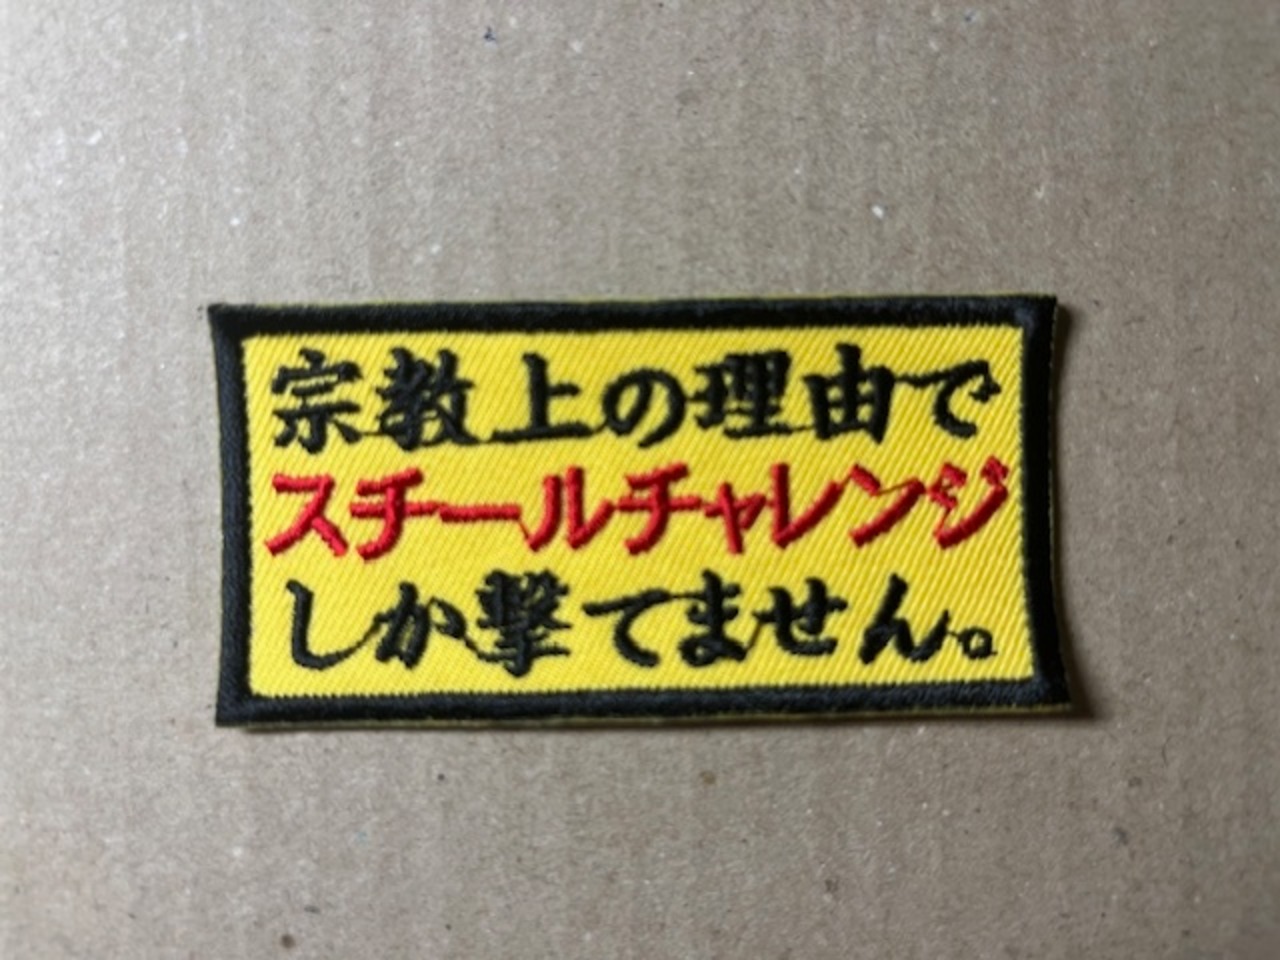 宗教上の理由で
スチールチャレンジ
しか撃てません。